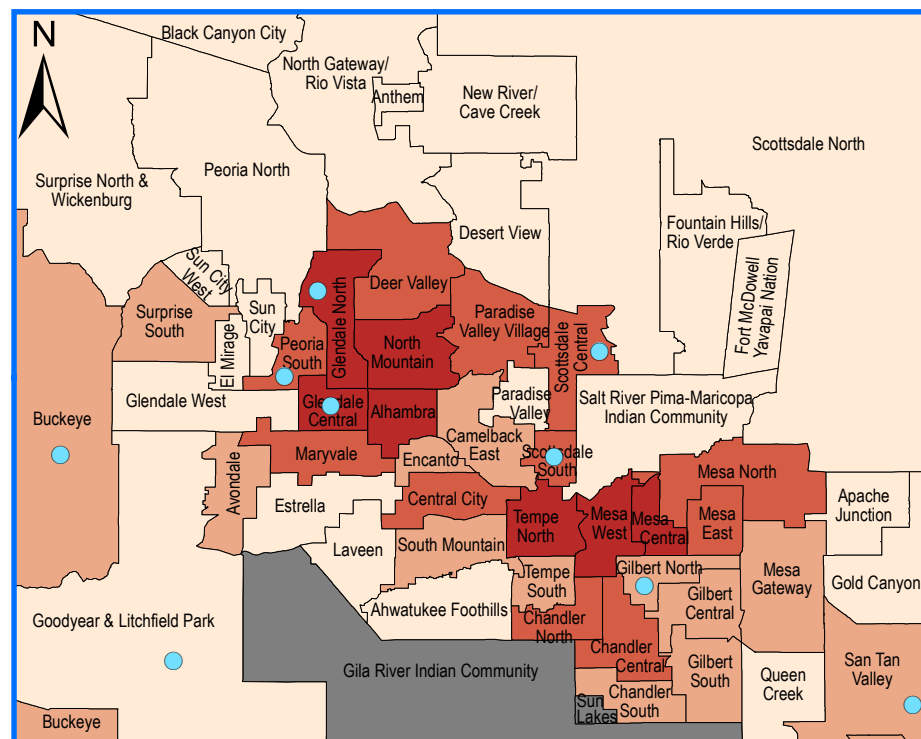 N
Black Canyon City
North Gateway/
Rio Vista
Anthem
New River/
Cave Creek
Scottsdale North
Peoria North
Surprise North &
Wickenburg
Desert View
Fountain Hills/
Rio Verde
Fort McDowell
Yavapai Nation
Sun City
West
Deer Valley
Glendale North
Sun
City
Surprise
South
El Mirage
Peoria
South
North
Mountain
Paradise
Valley Village
Scottsdale
Central
Glendale West
Glendale
Central
Alhambra
Paradise
Valley
Salt River Pima-Maricopa
Indian Community
Buckeye
Camelback
East
Maryvale
Encanto
Scottsdale
South
Avondale
Mesa North
Estrella
Central City
Apache
Junction
Tempe
North
Mesa
West
Mesa
Central
Mesa
East
Laveen
South Mountain
Gilbert North
Tempe
South
Mesa
Gateway
Gold Canyon
Gilbert
Central
Ahwatukee Foothills
Goodyear & Litchfield Park
Chandler
North
Chandler
Central
Gila River Indian Community
Gilbert
South
San Tan
Valley
Queen
Creek
Chandler
South
Sun
Lakes
Buckeye